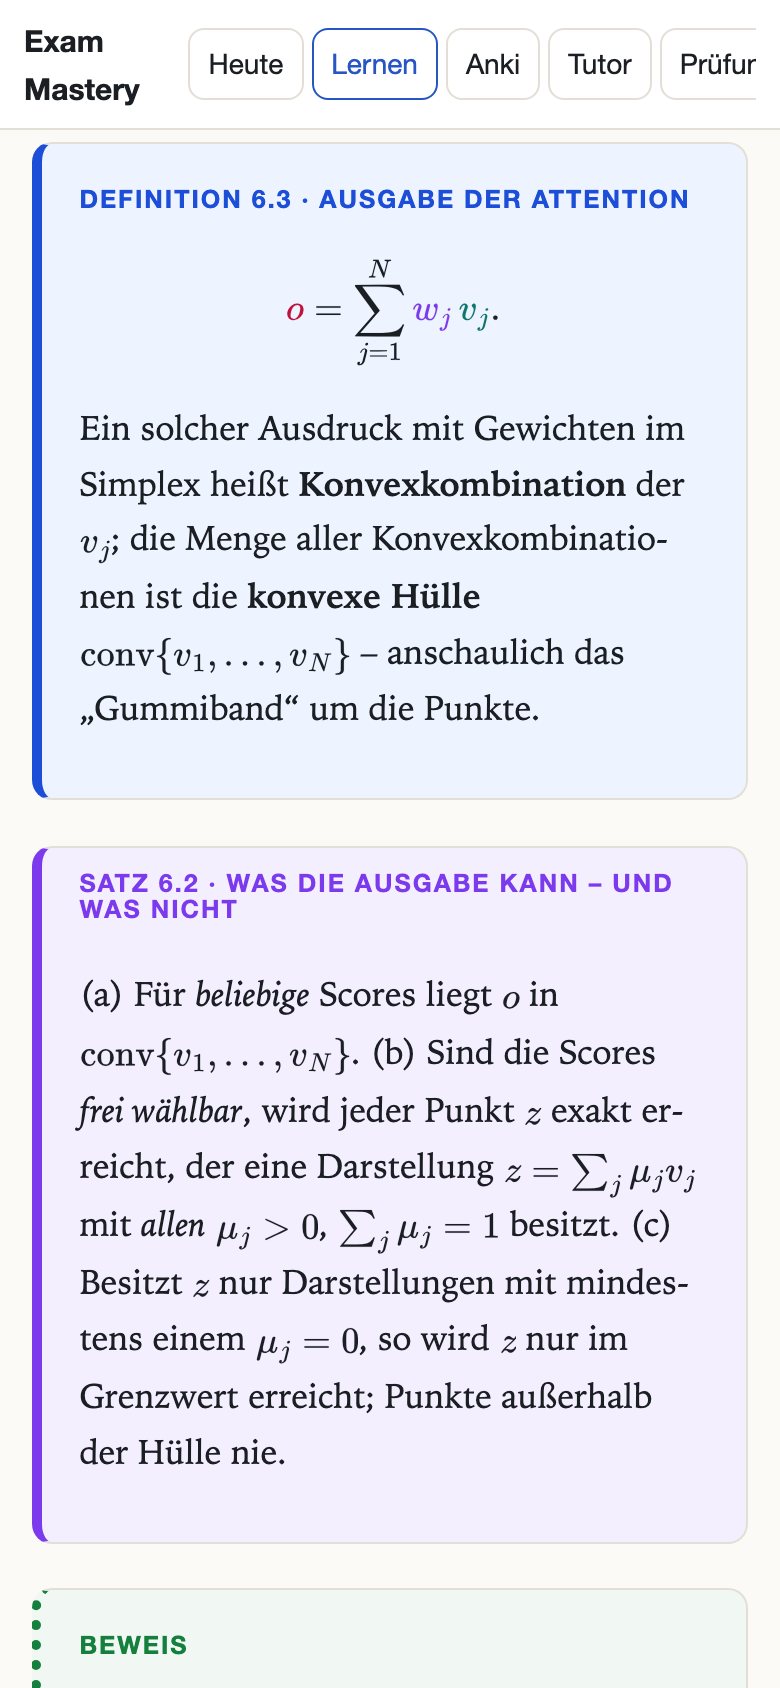 Exam
Mastery
Heute Lernen Anki Tutor Prüfur
DEFINITION 6.3 · AUSGABE DER ATTENTION
o = ∑_{j=1}^{N} w_j v_j.
Ein solcher Ausdruck mit Gewichten im
Simplex heißt Konvexkombination der
v_j; die Menge aller Konvexkombinatio-
nen ist die konvexe Hülle
conv{v_1, . . . , v_N} – anschaulich das
„Gummiband“ um die Punkte.
SATZ 6.2 · WAS DIE AUSGABE KANN – UND
WAS NICHT
(a) Für beliebige Scores liegt o in
conv{v_1, . . . , v_N}. (b) Sind die Scores
frei wählbar, wird jeder Punkt z exakt er-
reicht, der eine Darstellung z = ∑_j μ_j v_j
mit allen μ_j > 0, ∑_j μ_j = 1 besitzt. (c)
Besitzt z nur Darstellungen mit mindes-
tens einem μ_j = 0, so wird z nur im
Grenzwert erreicht; Punkte außerhalb
der Hülle nie.
BEWEIS